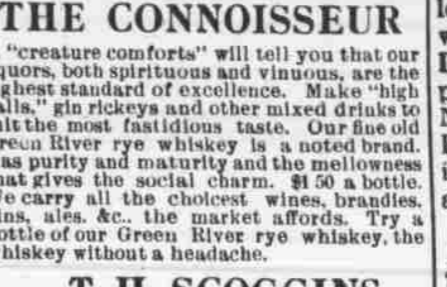 THE CONNOISSEUR
"creature comforts" will tell you that our
quors, both spirituous and vinuous, are the
ghest standard of excellence. Make "high
alls," gin rickeys and other mixed drinks to
uit the most fastidious taste. Our fine old
reen River rye whiskey is a noted brand.
as purity and maturity and the mellowness
hat gives the social charm. $1 50 a bottle.
e carry all the choicest wines, brandies.
ins, ales. &c.. the market affords. Try a
ottle of our Green River rye whiskey, the
hiskey without a headache.
T. H. SCOGGINS